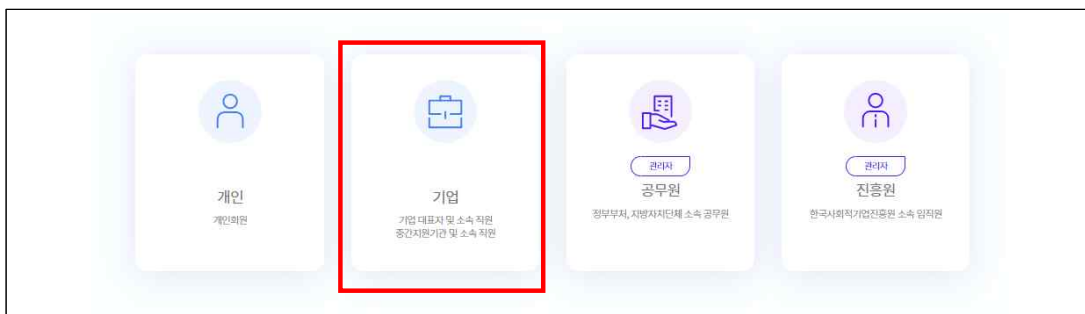 개인
개인회원
기업
기업 대표자 및 소속 직원
중간지원기관 및 소속 직원
관리자
공무원
정부부처, 지방자치단체 소속 공무원
관리자
진흥원
한국사회적기업진흥원 소속 임직원